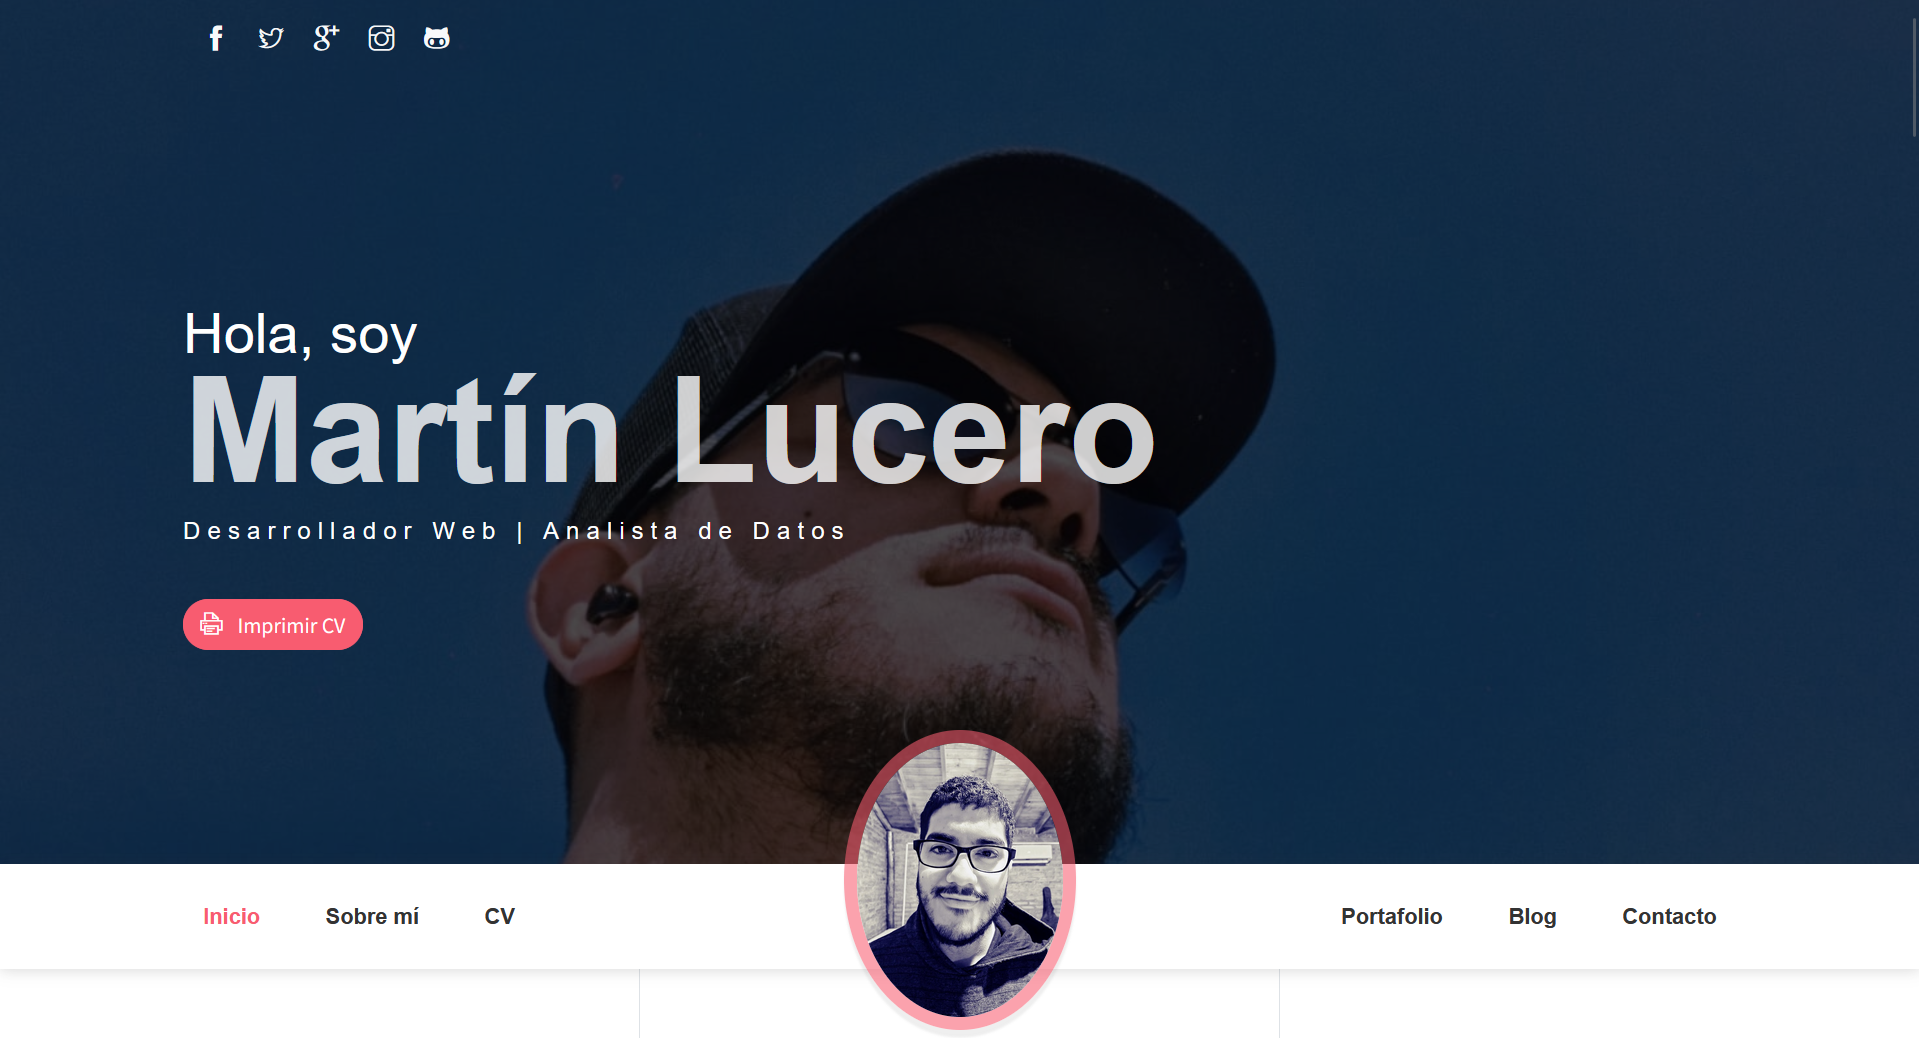 Hola, soy
Martín Lucero
Desarrollador Web | Analista de Datos
Imprimir CV
Inicio
Sobre mí
CV
Portafolio
Blog
Contacto